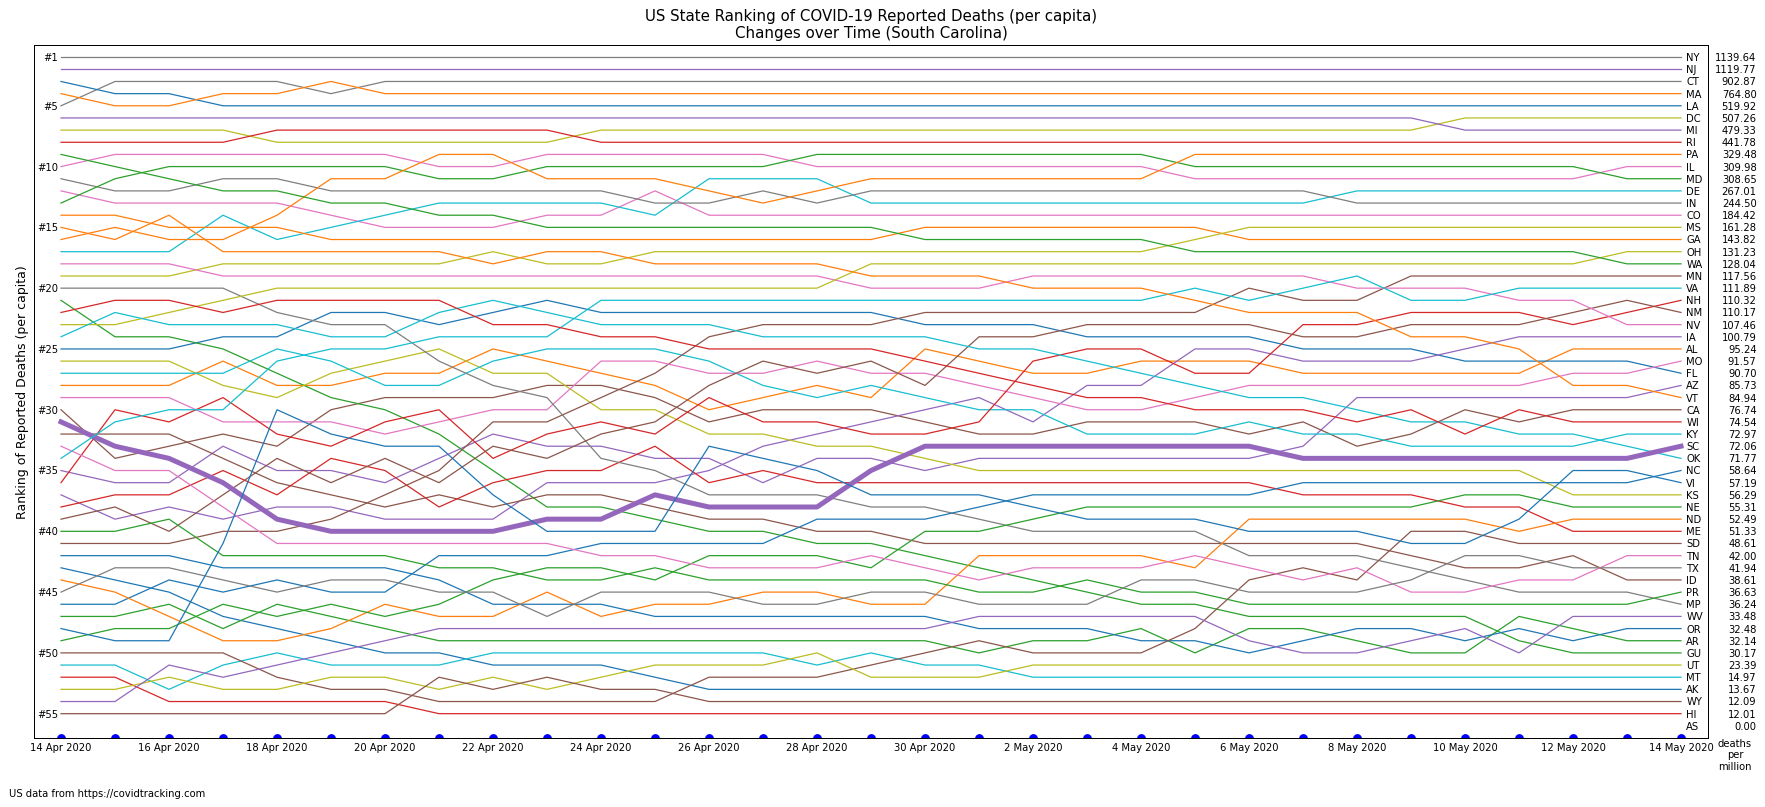 US State Ranking of COVID-19 Reported Deaths (per capita)
Changes over Time (South Carolina)
Ranking of Reported Deaths (per capita)
#1
#5
#10
#15
#20
#25
#30
#35
#40
#45
#50
#55
NY 1139.64
NJ 1119.77
CT 902.87
MA 764.80
LA 519.92
DC 507.26
MI 479.33
RI 441.78
PA 329.48
IL 309.98
MD 308.65
DE 267.01
IN 244.50
CO 184.42
MS 161.28
GA 143.82
OH 131.23
WA 128.04
MN 117.56
VA 111.89
NH 110.32
NM 110.17
NV 107.46
IA 100.79
AL 95.24
MO 91.57
FL 90.70
AZ 85.73
VT 84.94
CA 76.74
WI 74.54
KY 72.97
SC 72.06
OK 71.77
NC 58.64
VI 57.19
KS 56.29
NE 55.31
ND 52.49
ME 51.33
SD 48.61
TN 42.00
TX 41.94
ID 38.61
PR 36.63
MP 36.24
WV 33.48
OR 32.48
AR 32.14
GU 30.17
UT 23.39
MT 14.97
AK 13.67
WY 12.09
HI 12.01
AS 0.00
14 Apr 2020 16 Apr 2020 18 Apr 2020 20 Apr 2020 22 Apr 2020 24 Apr 2020 26 Apr 2020 28 Apr 2020 30 Apr 2020 2 May 2020 4 May 2020 6 May 2020 8 May 2020 10 May 2020 12 May 2020 14 May 2020
deaths
per
million
US data from https://covidtracking.com